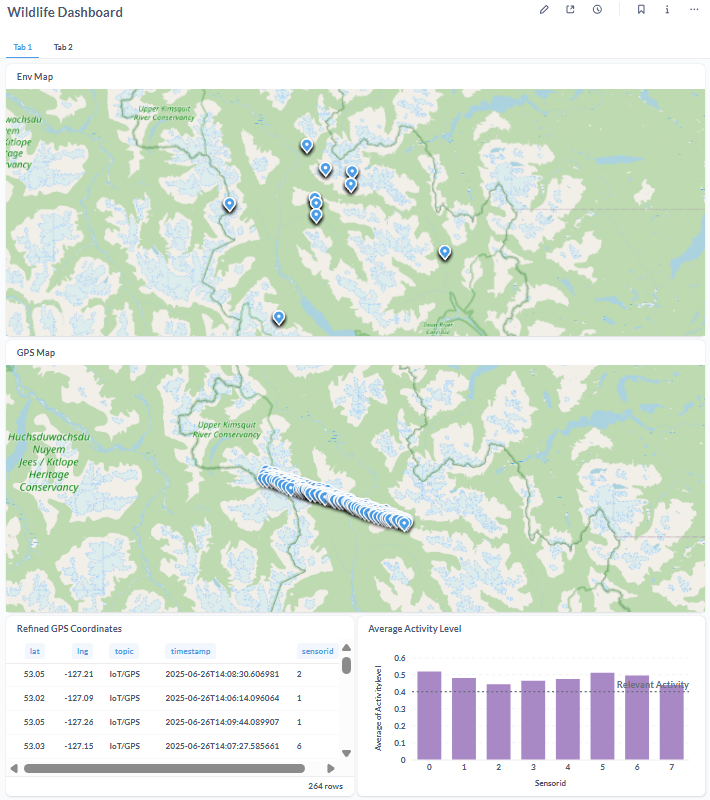 Wildlife Dashboard
Tab 1
Tab 2
Env Map
Upper Kimsquit
River Conservancy
wachsdu
yem
Kitlope
tage
rvancy
GPS Map
Huchsduwachsdu
Nuyem
Jees / Kitlope
Heritage
Conservancy
Upper Kimsquit
River Conservancy
Refined GPS Coordinates
lat lng topic timestamp sensorid
53.05 -127.21 IoT/GPS 2025-06-26T14:08:30.606981 2
53.02 -127.09 IoT/GPS 2025-06-26T14:06:14.096064 1
53.05 -127.26 IoT/GPS 2025-06-26T14:09:44.089907 1
53.03 -127.15 IoT/GPS 2025-06-26T14:07:27.585661 6
264 rows
Average Activity Level
Average of Activitylevel
0.6
0.5
0.4
0.3
0.2
0.1
0
Relevant Activity
0 1 2 3 4 5 6 7
Sensorid